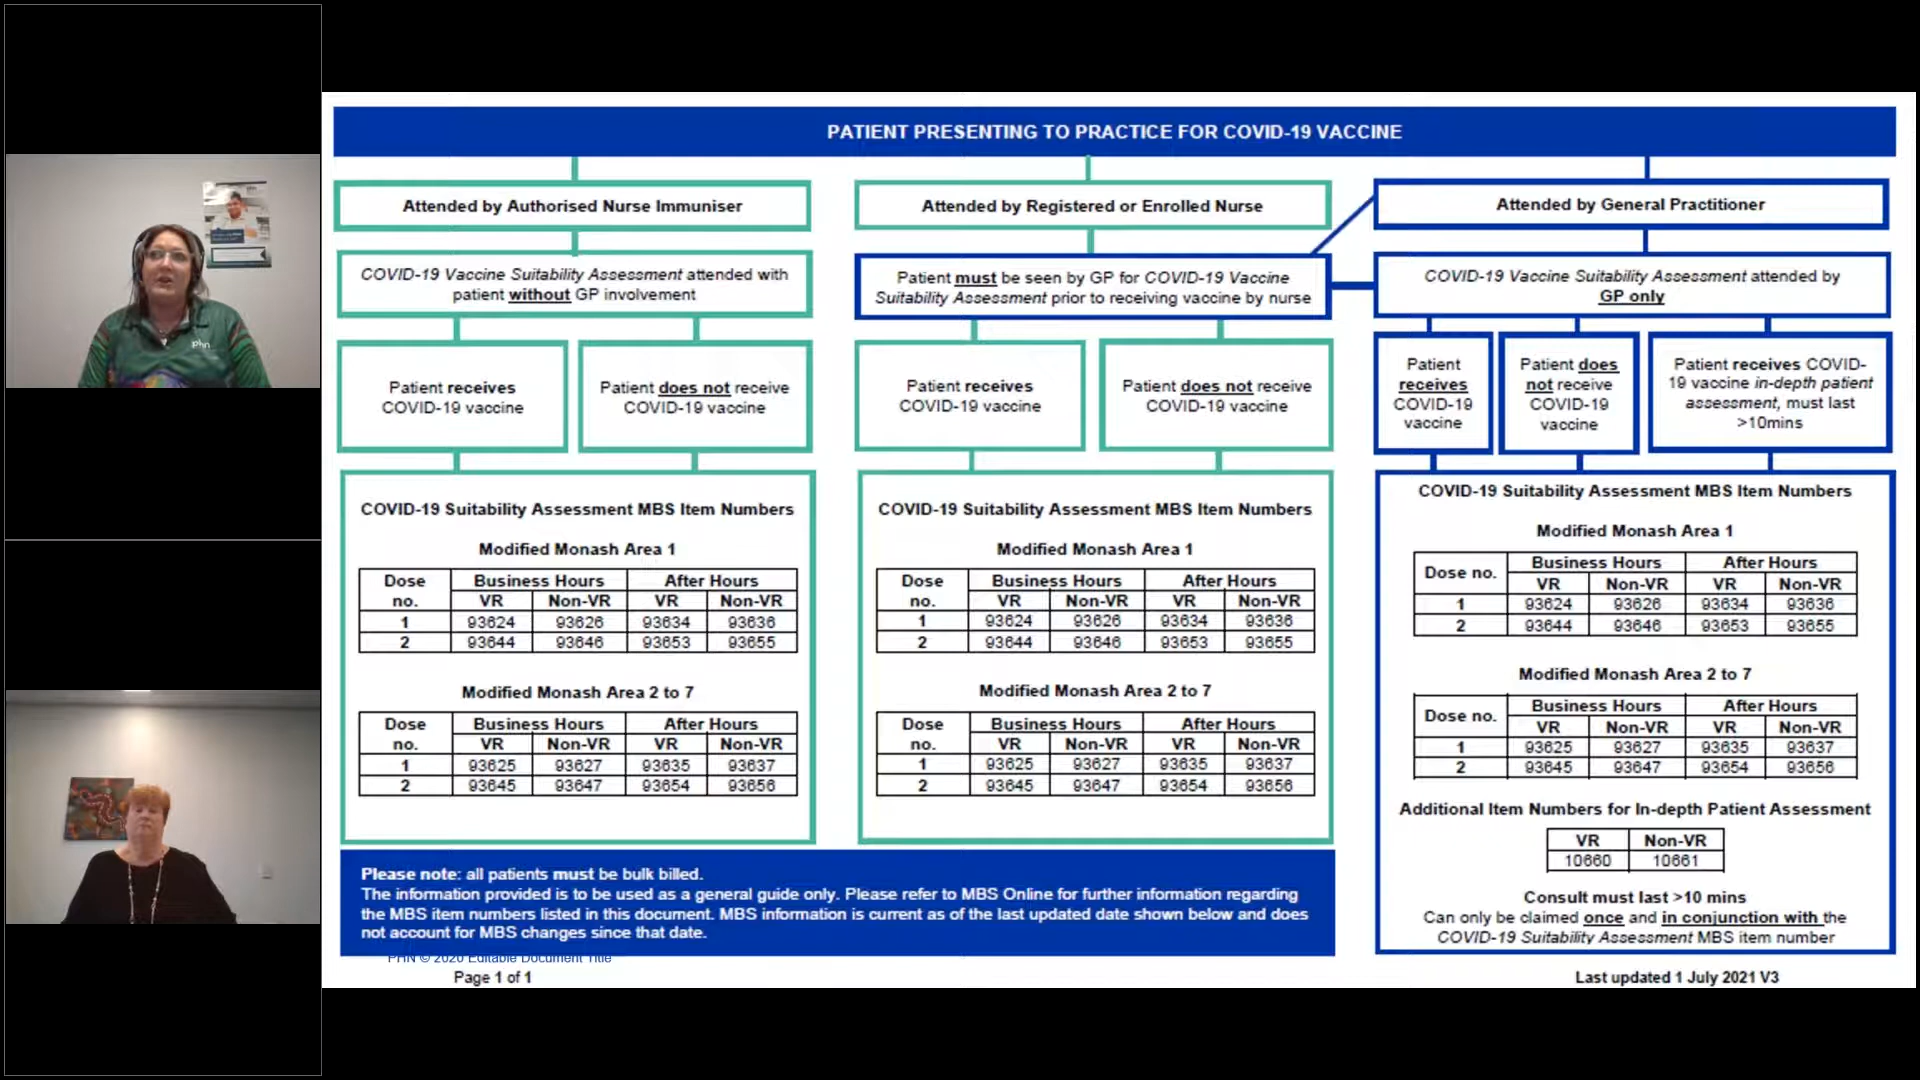 PATIENT PRESENTING TO PRACTICE FOR COVID-19 VACCINE
Attended by Authorised Nurse Immuniser
COVID-19 Vaccine Suitability Assessment attended with
patient without GP involvement
Patient receives
COVID-19 vaccine
Patient does not receive
COVID-19 vaccine
COVID-19 Suitability Assessment MBS Item Numbers
Modified Monash Area 1
Dose no. Business Hours After Hours
VR Non-VR VR Non-VR
1 93624 93626 93634 93636
2 93644 93646 93653 93655
Modified Monash Area 2 to 7
Dose no. Business Hours After Hours
VR Non-VR VR Non-VR
1 93625 93627 93635 93637
2 93645 93647 93654 93656
Attended by Registered or Enrolled Nurse
Patient must be seen by GP for COVID-19 Vaccine
Suitability Assessment prior to receiving vaccine by nurse
Patient receives
COVID-19 vaccine
Patient does not receive
COVID-19 vaccine
COVID-19 Suitability Assessment MBS Item Numbers
Modified Monash Area 1
Dose no. Business Hours After Hours
VR Non-VR VR Non-VR
1 93624 93626 93634 93636
2 93644 93646 93653 93655
Modified Monash Area 2 to 7
Dose no. Business Hours After Hours
VR Non-VR VR Non-VR
1 93625 93627 93635 93637
2 93645 93647 93654 93656
Attended by General Practitioner
COVID-19 Vaccine Suitability Assessment attended by
GP only
Patient
receives
COVID-19
vaccine
Patient does
not receive
COVID-19
vaccine
Patient receives COVID-
19 vaccine in-depth patient
assessment, must last
>10mins
COVID-19 Suitability Assessment MBS Item Numbers
Modified Monash Area 1
Dose no. Business Hours After Hours
VR Non-VR VR Non-VR
1 93624 93626 93634 93636
2 93644 93646 93653 93655
Modified Monash Area 2 to 7
Dose no. Business Hours After Hours
VR Non-VR VR Non-VR
1 93625 93627 93635 93637
2 93645 93647 93654 93656
Additional Item Numbers for In-depth Patient Assessment
VR Non-VR
10660 10661
Consult must last >10 mins
Can only be claimed once and in conjunction with the
COVID-19 Suitability Assessment MBS item number
Please note: all patients must be bulk billed.
The information provided is to be used as a general guide only. Please refer to MBS Online for further information regarding
the MBS item numbers listed in this document. MBS information is current as of the last updated date shown below and does
not account for MBS changes since that date.
PHN © 2020 Editable Document Title
Page 1 of 1
Last updated 1 July 2021 V3
phn